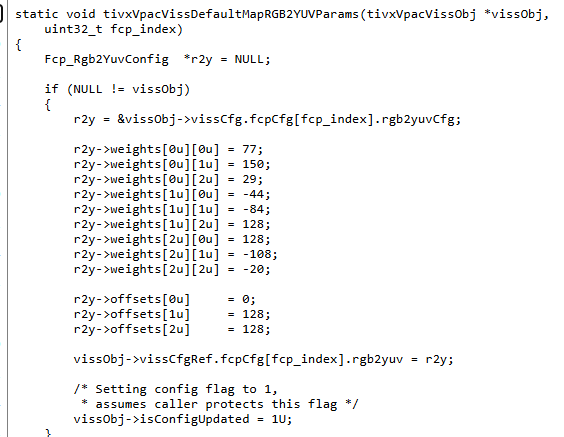 static void tivxVpacVissDefaultMapRGB2YUVParams(tivxVpacVissObj *vissObj,
    uint32_t fcp_index)
{
    Fcp_Rgb2YuvConfig  *r2y = NULL;

    if (NULL != vissObj)
    {
        r2y = &vissObj->vissCfg.fcpCfg[fcp_index].rgb2yuvCfg;

        r2y->weights[0u][0u] = 77;
        r2y->weights[0u][1u] = 150;
        r2y->weights[0u][2u] = 29;
        r2y->weights[1u][0u] = -44;
        r2y->weights[1u][1u] = -84;
        r2y->weights[1u][2u] = 128;
        r2y->weights[2u][0u] = 128;
        r2y->weights[2u][1u] = -108;
        r2y->weights[2u][2u] = -20;

        r2y->offsets[0u]     = 0;
        r2y->offsets[1u]     = 128;
        r2y->offsets[2u]     = 128;

        vissObj->vissCfgRef.fcpCfg[fcp_index].rgb2yuv = r2y;

        /* Setting config flag to 1,
         * assumes caller protects this flag */
        vissObj->isConfigUpdated = 1U;
    }